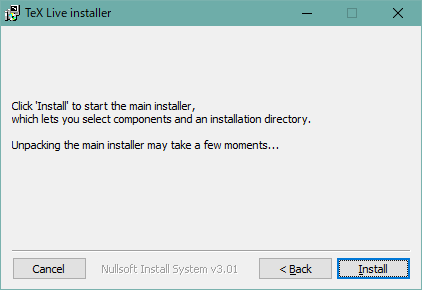 TeX Live installer
Click 'Install' to start the main installer,
which lets you select components and an installation directory.
Unpacking the main installer may take a few moments...
Cancel
Nullsoft Install System v3.01
< Back
Install